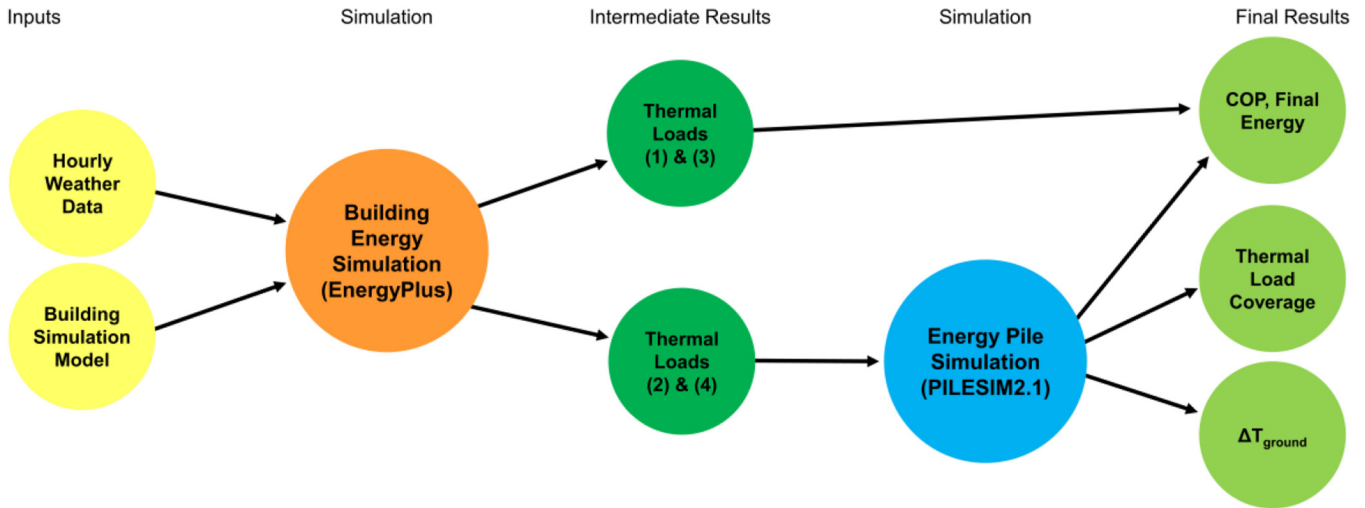 Inputs
Simulation
Intermediate Results
Simulation
Final Results
Hourly
Weather
Data
Building
Simulation
Model
Building
Energy
Simulation
(EnergyPlus)
Thermal
Loads
(1) & (3)
Thermal
Loads
(2) & (4)
Energy Pile
Simulation
(PILESIM2.1)
COP, Final
Energy
Thermal
Load
Coverage
ΔTground